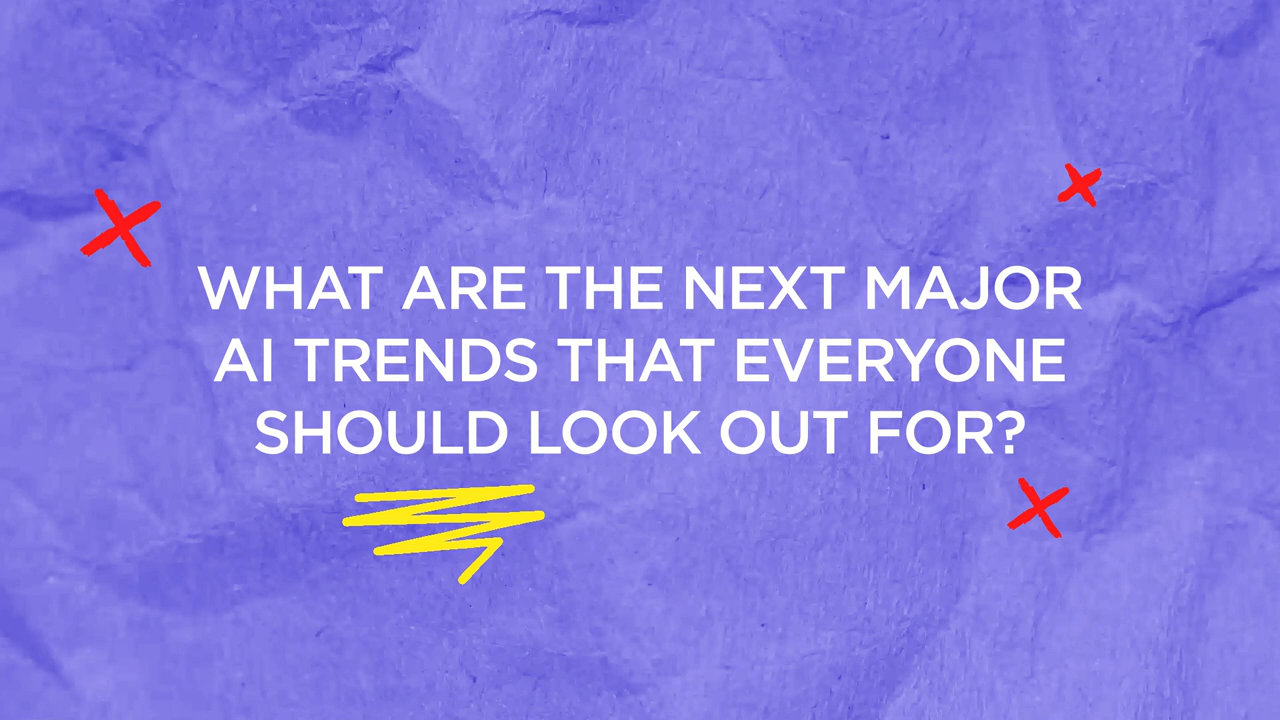 WHAT ARE THE NEXT MAJOR
AI TRENDS THAT EVERYONE
SHOULD LOOK OUT FOR?